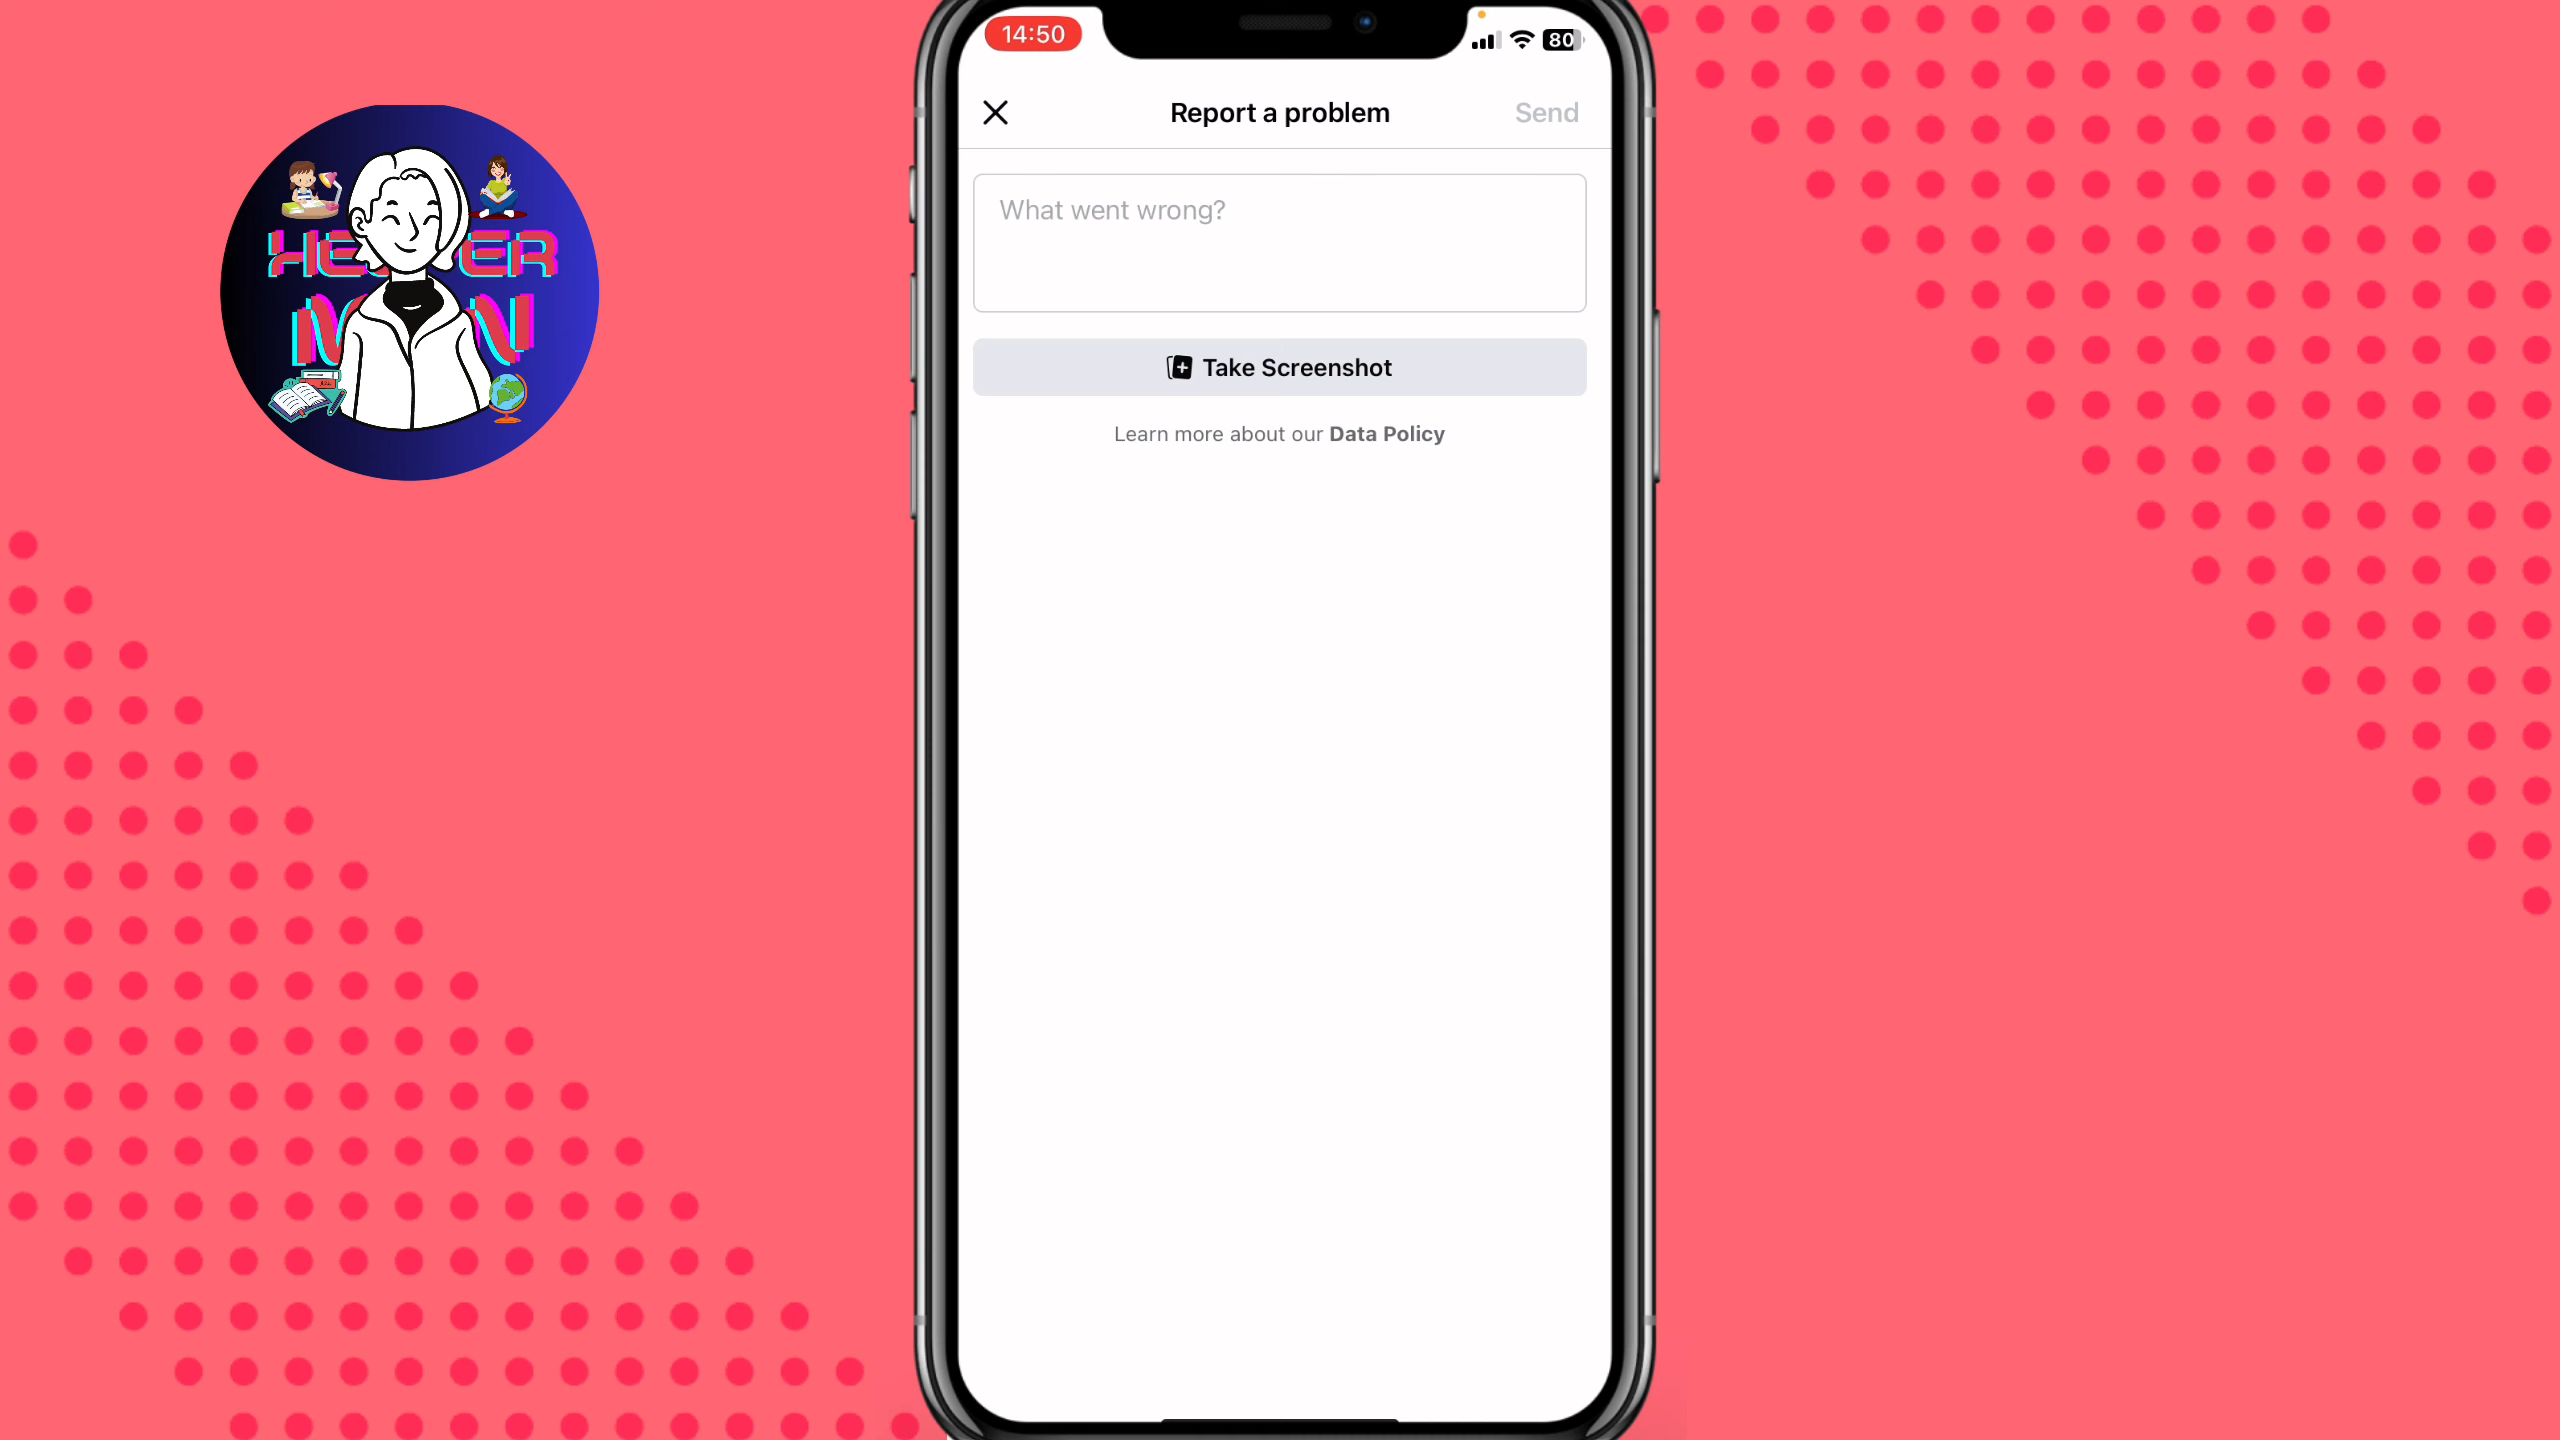 14:50
80
Report a problem
Send
What went wrong?
Take Screenshot
Learn more about our Data Policy